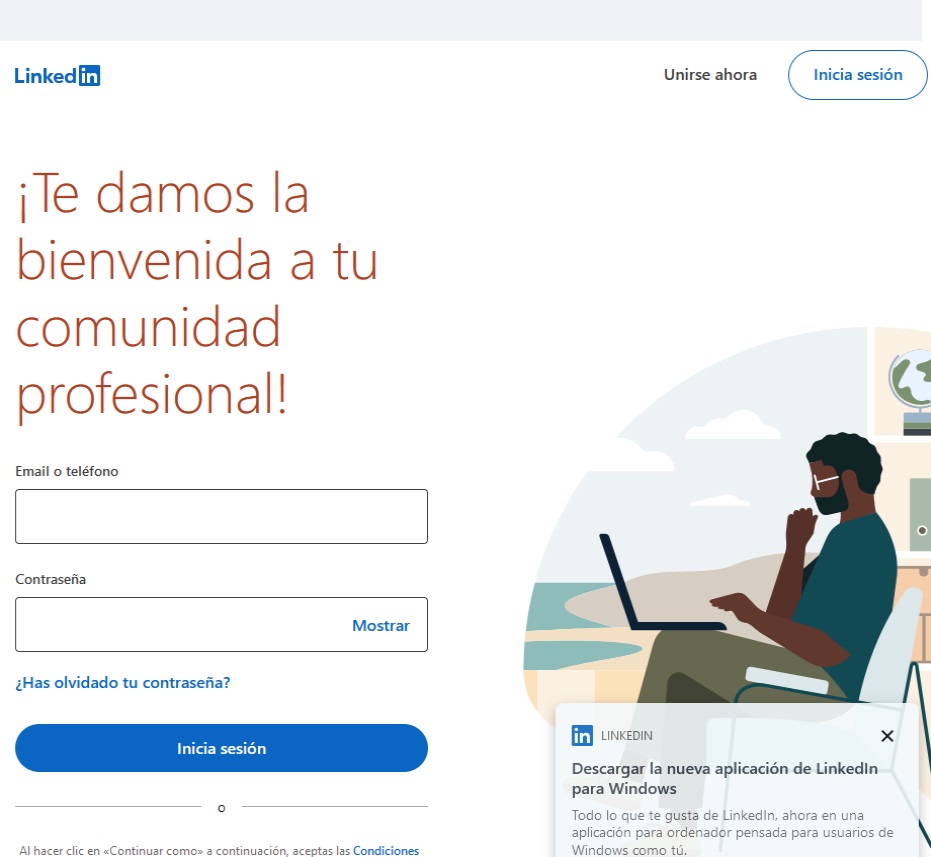 Linked in
Unirse ahora
Inicia sesión
¡Te damos la
bienvenida a tu
comunidad
profesional!
Email o teléfono
Contraseña
Mostrar
¿Has olvidado tu contraseña?
Inicia sesión
o
Al hacer clic en «Continuar como» a continuación, aceptas las Condiciones
in LINKEDIN
Descargar la nueva aplicación de LinkedIn
para Windows
Todo lo que te gusta de LinkedIn, ahora en una
aplicación para ordenador pensada para usuarios de
Windows como tú.